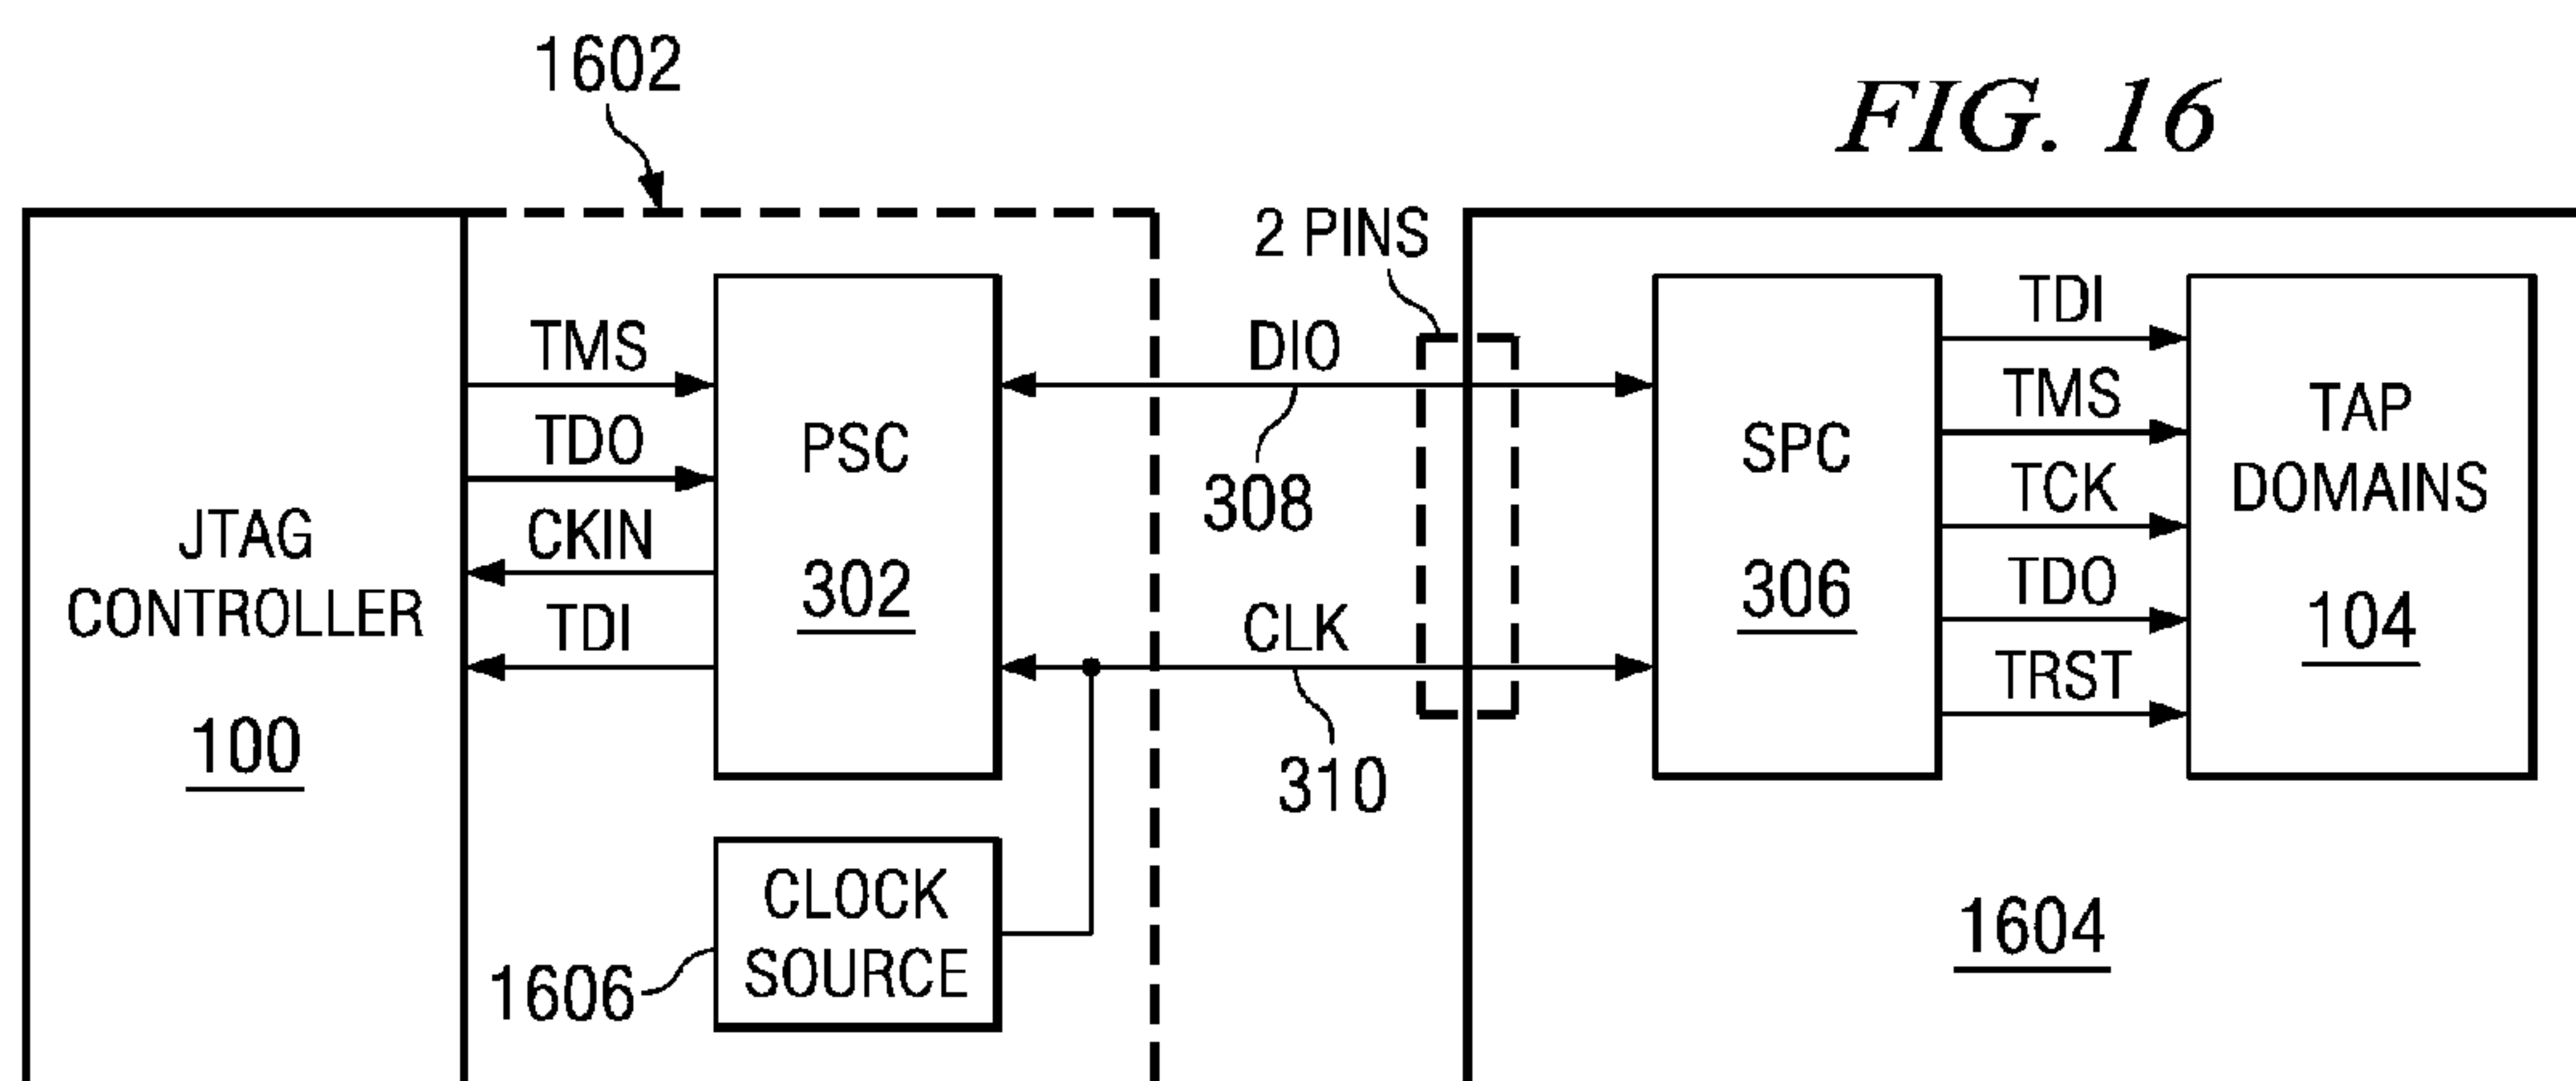 1602
FIG. 16
2 PINS
JTAG
CONTROLLER
100
TMS
TDO
CKIN
TDI
PSC
302
CLOCK
SOURCE
1606
DIO
308
CLK
310
SPC
306
TDI
TMS
TCK
TDO
TRST
TAP
DOMAINS
104
1604